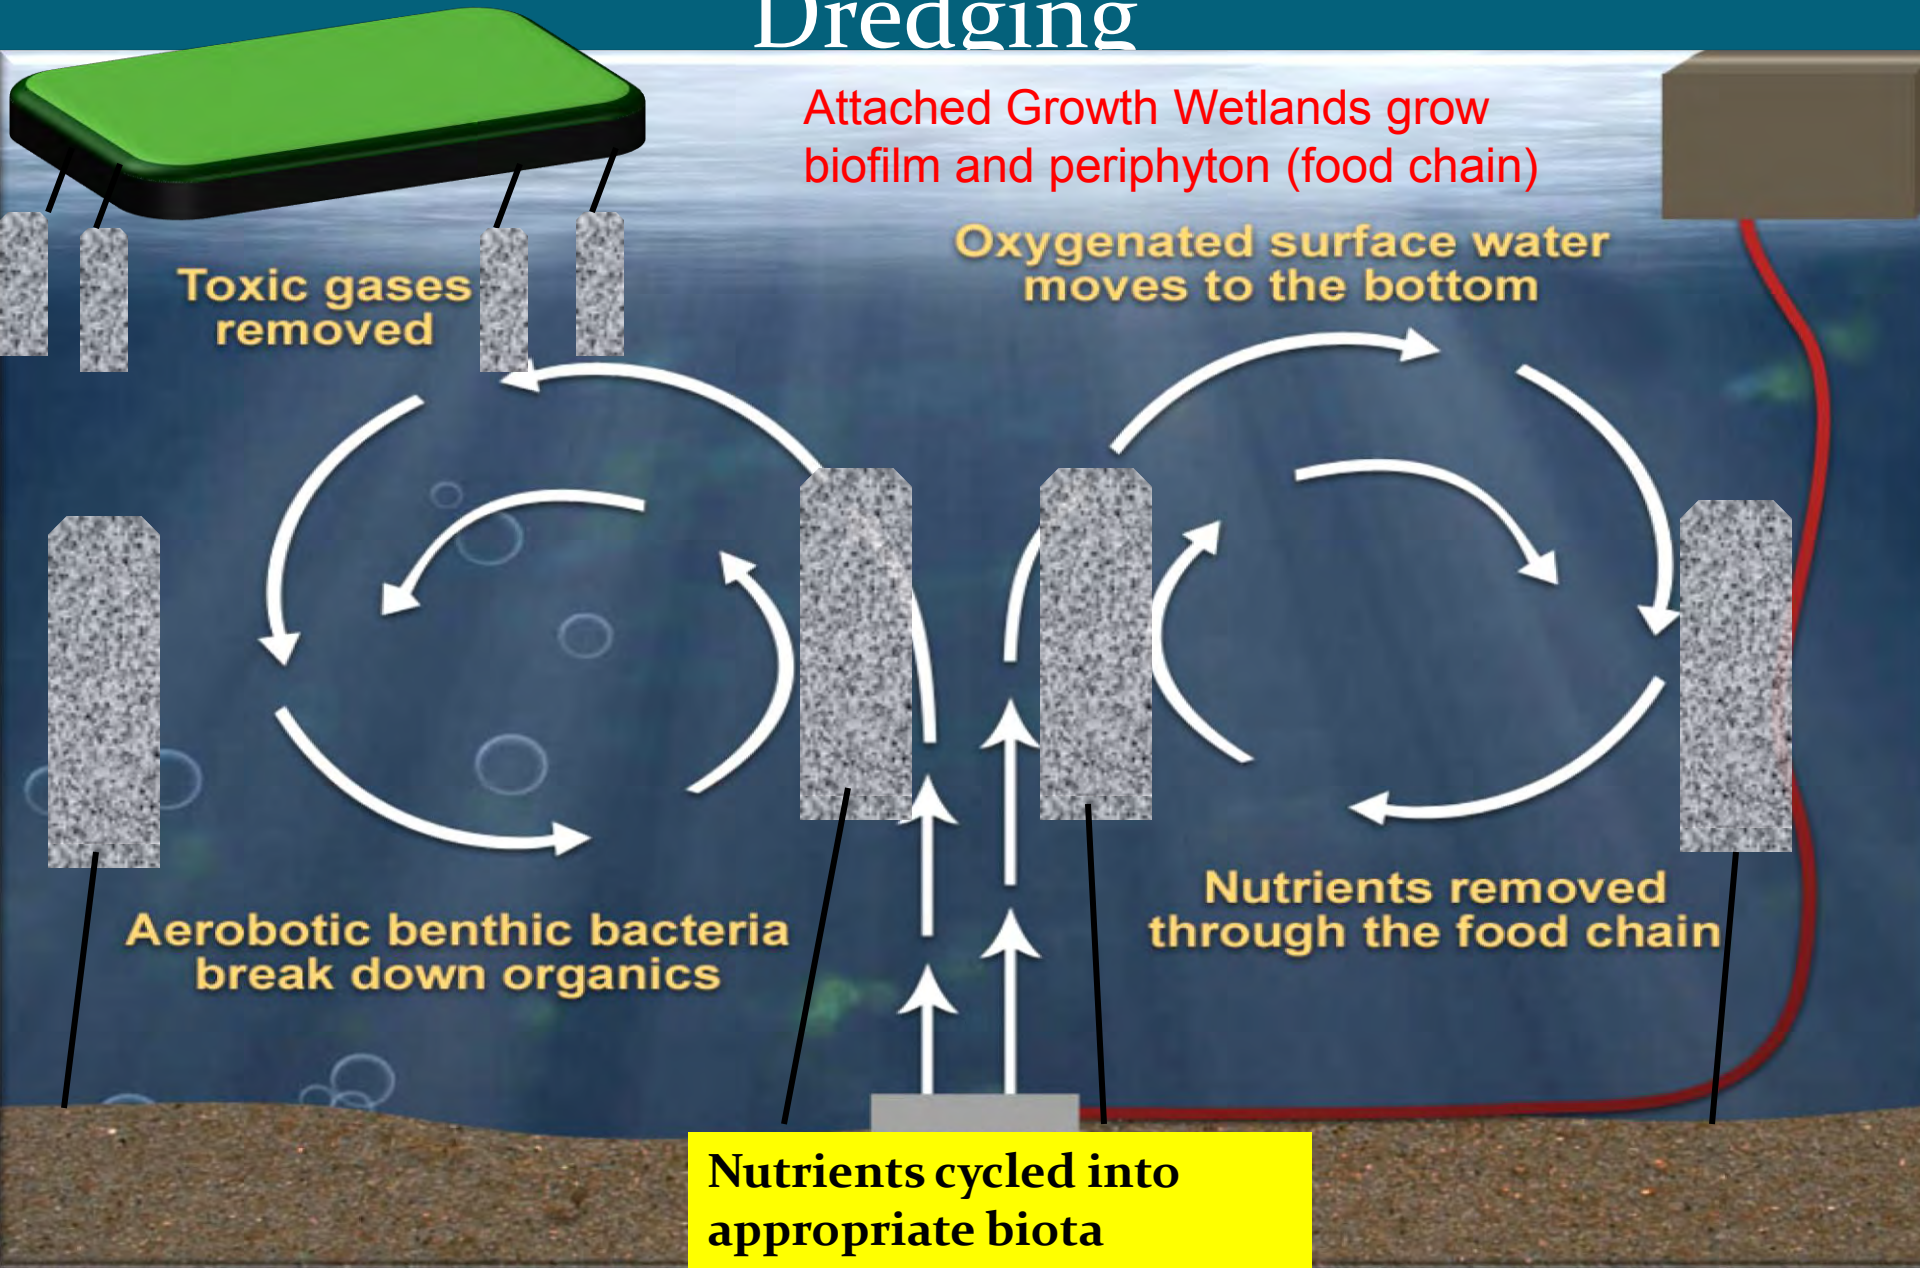 Dredging
Attached Growth Wetlands grow
biofilm and periphyton (food chain)
Oxygenated surface water
moves to the bottom
Toxic gases
removed
Nutrients removed
through the food chain
Aerobotic benthic bacteria
break down organics
Nutrients cycled into
appropriate biota